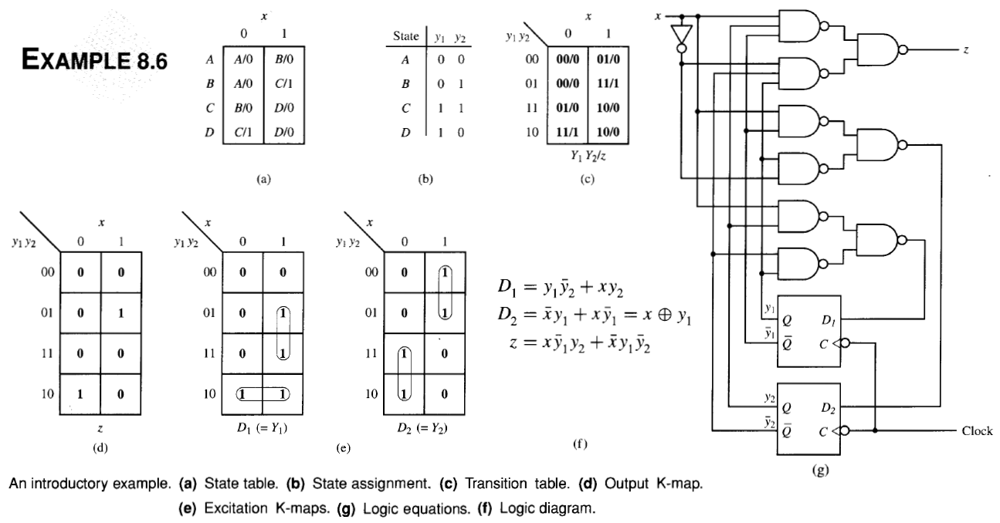 EXAMPLE 8.6
x
0 1
A A/0 B/0
B A/0 C/1
C B/0 D/0
D C/1 D/0
(a)
State y₁ y₂
A 0 0
B 0 1
C 1 1
D 1 0
(b)
x
y₁ y₂ 0 1
00 00/0 01/0
01 00/0 11/1
11 01/0 10/0
10 11/1 10/0
Y₁ Y₂/z
(c)
x
y₁ y₂ 0 1
00 0 0
01 0 1
11 0 0
10 1 0
z
(d)
x
y₁ y₂ 0 1
00 0 0
01 0 1
11 0 1
10 1 1
D₁ (= Y₁)
x
y₁ y₂ 0 1
00 0 1
01 0 1
11 1 0
10 1 0
D₂ (= Y₂)
(e)
D₁ = y₁ȳ₂ + xy₂
D₂ = x̄y₁ + xȳ₁ = x ⊕ y₁
z = xȳ₁y₂ + x̄y₁ȳ₂
(f)
x
z
y₁ Q D₁
ȳ₁ Q̄ C
y₂ Q D₂
ȳ₂ Q̄ C
Clock
(g)
An introductory example. (a) State table. (b) State assignment. (c) Transition table. (d) Output K-map.
(e) Excitation K-maps. (g) Logic equations. (f) Logic diagram.